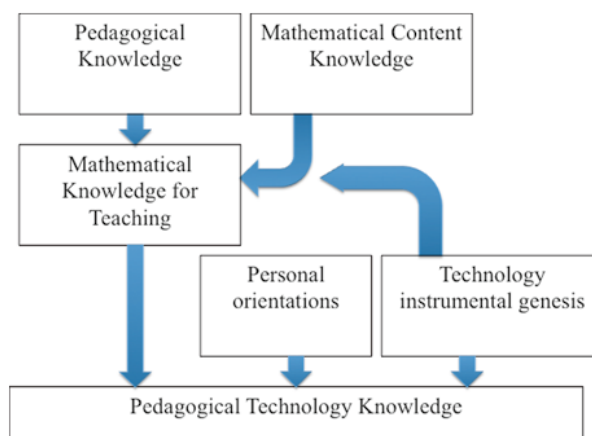 Pedagogical
Knowledge
Mathematical Content
Knowledge
Mathematical
Knowledge for
Teaching
Personal
orientations
Technology
instrumental genesis
Pedagogical Technology Knowledge